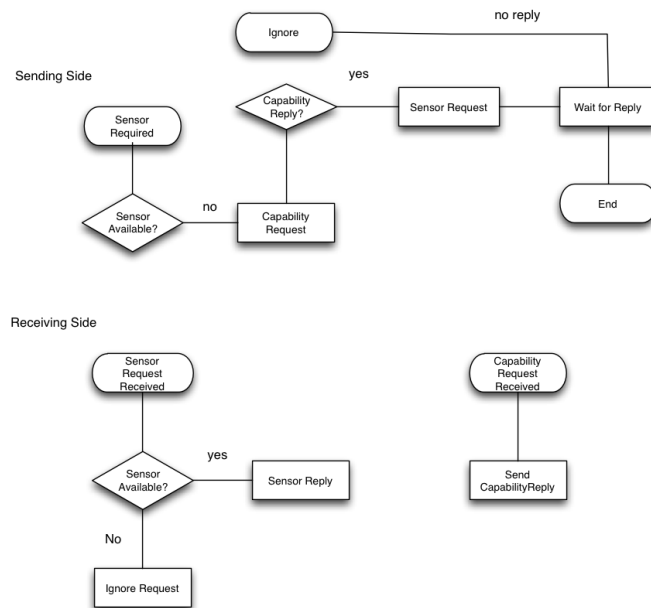 no reply
Ignore
Sending Side
yes
Sensor
Required
Capability
Reply?
Sensor Request
Wait for Reply
Sensor
Available?
no
Capability
Request
End
Receiving Side
Sensor
Request
Received
Capability
Request
Received
yes
Sensor
Available?
Sensor Reply
Send
CapabilityReply
No
Ignore Request